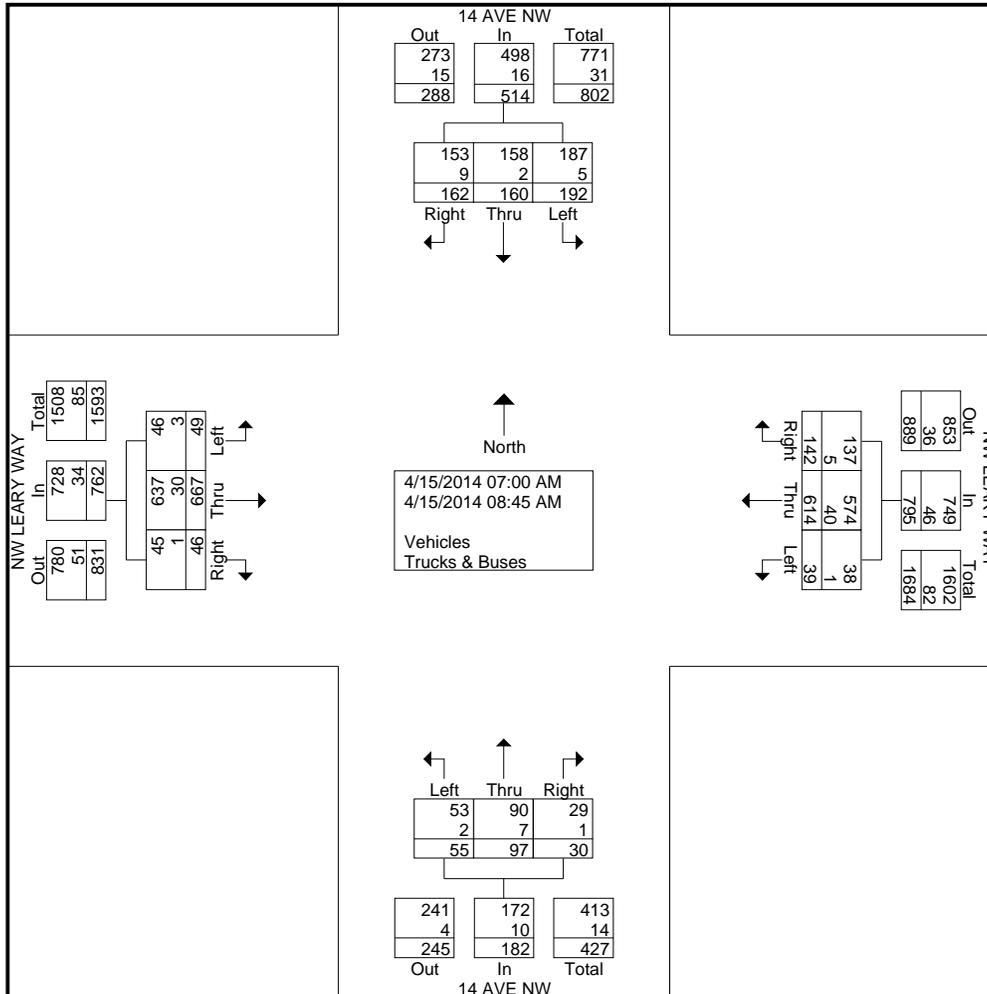 14 AVE NW
Out In Total
273 498 771
15 16 31
288 514 802
153 158 187
9 2 5
162 160 192
Right Thru Left
NW LEARY WAY
Total In Out
1508 728 780
85 34 51
1593 762 831
46 637 45
3 30 1
49 667 46
Left Thru Right
North
4/15/2014 07:00 AM
4/15/2014 08:45 AM
Vehicles
Trucks & Buses
Right Thru Left
137 574 38
5 40 1
142 614 39
NW LEARY WAY
Out In Total
853 749 1602
36 46 82
889 795 1684
Left Thru Right
53 90 29
2 7 1
55 97 30
241 172 413
4 10 14
245 182 427
Out In Total
14 AVE NW